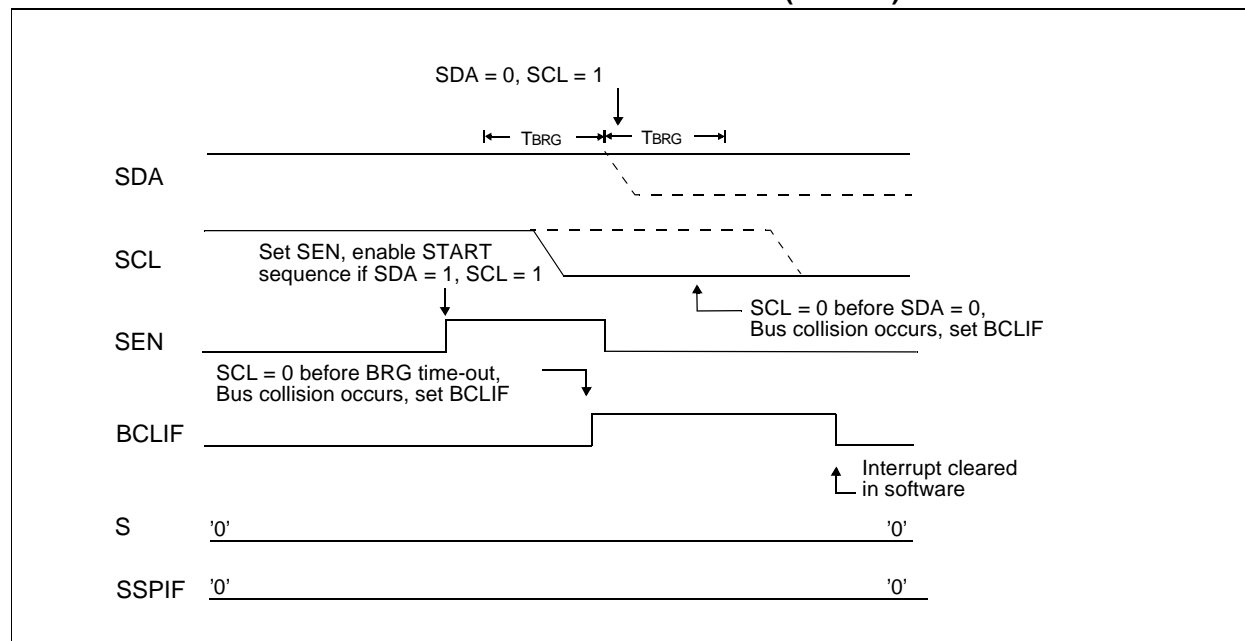 SDA = 0, SCL = 1
TBRG TBRG
SDA
SCL
Set SEN, enable START
sequence if SDA = 1, SCL = 1
SCL = 0 before SDA = 0,
Bus collision occurs, set BCLIF
SEN
SCL = 0 before BRG time-out,
Bus collision occurs, set BCLIF
BCLIF
Interrupt cleared
in software
S '0' '0'
SSPIF '0' '0'